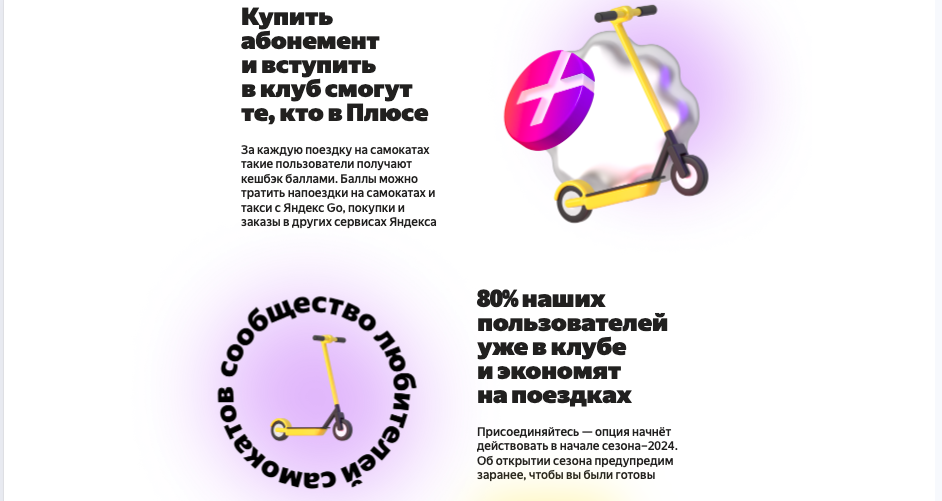 Купить
абонемент
и вступить
в клуб смогут
те, кто в Плюсе
За каждую поездку на самокатах
такие пользователи получают
кешбэк баллами. Баллы можно
тратить напоездки на самокатах и
такси с Яндекс Go, покупки и
заказы в других сервисах Яндекса
сообщество любителей самокатов
80% наших
пользователей
уже в клубе
и экономят
на поездках
Присоединяйтесь — опция начнёт
действовать в начале сезона–2024.
Об открытии сезона предупредим
заранее, чтобы вы были готовы